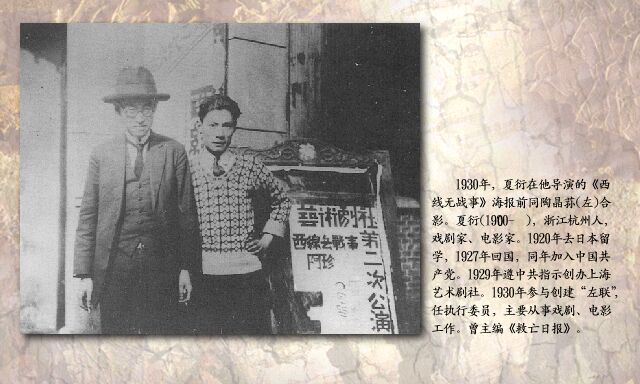 藝術劇社第二次公演
西線無戰事
阿珍
1930年，夏衍在他导演的《西
线无战事》海报前同陶晶荪(左)合
影。夏衍(1900- )，浙江杭州人，
戏剧家、电影家。1920年去日本留
学，1927年回国，同年加入中国共
产党。1929年遵中共指示创办上海
艺术剧社。1930年参与创建“左联”，
任执行委员，主要从事戏剧、电影
工作。曾主编《救亡日报》。